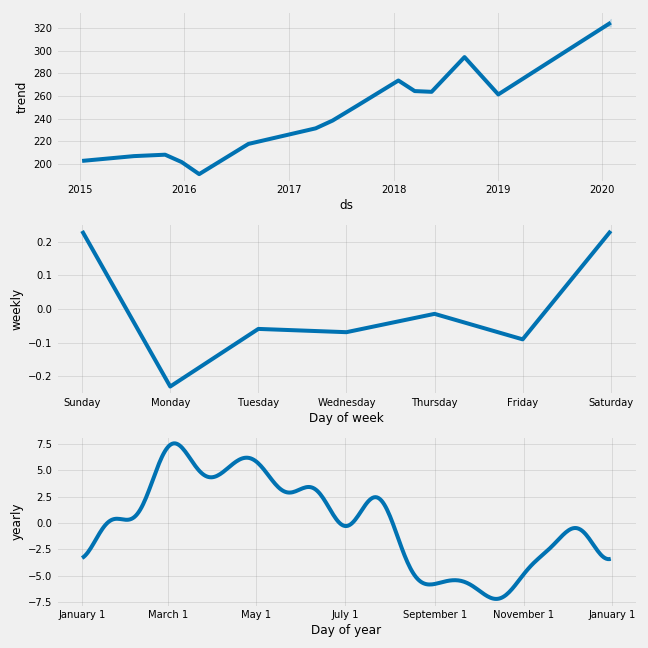 320
300
280
260
240
220
200
trend
2015 2016 2017 2018 2019 2020
ds
0.2
0.1
0.0
−0.1
−0.2
weekly
Sunday Monday Tuesday Wednesday Thursday Friday Saturday
Day of week
7.5
5.0
2.5
0.0
−2.5
−5.0
−7.5
yearly
January 1 March 1 May 1 July 1 September 1 November 1 January 1
Day of year